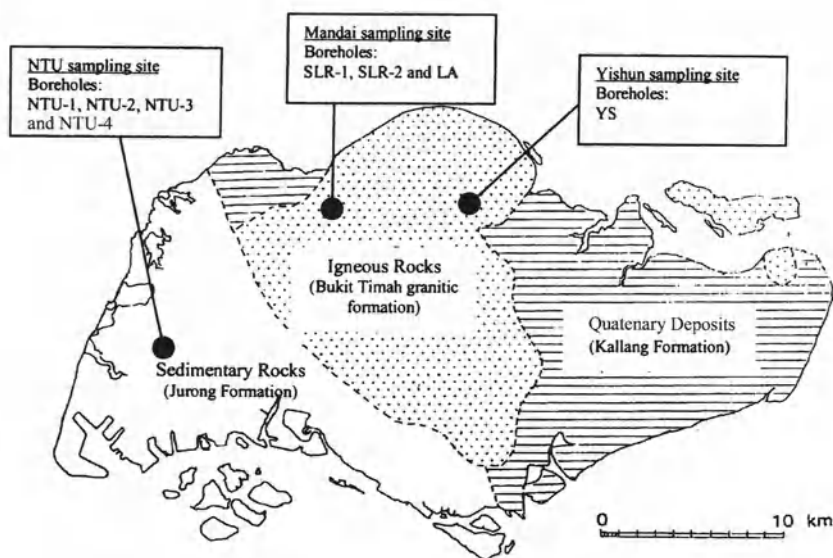 NTU sampling site
Boreholes:
NTU-1, NTU-2, NTU-3
and NTU-4
Mandai sampling site
Boreholes:
SLR-1, SLR-2 and LA
Yishun sampling site
Boreholes:
YS
Igneous Rocks
(Bukit Timah granitic
formation)
Quatenary Deposits
(Kallang Formation)
Sedimentary Rocks
(Jurong Formation)
0 10 km